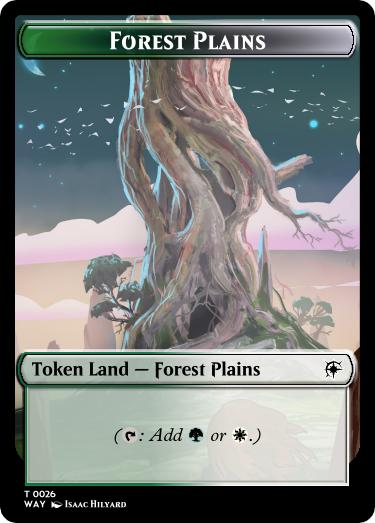 Forest Plains
Token Land — Forest Plains
(: Add or .)
T 0026
WAY Isaac Hilyard